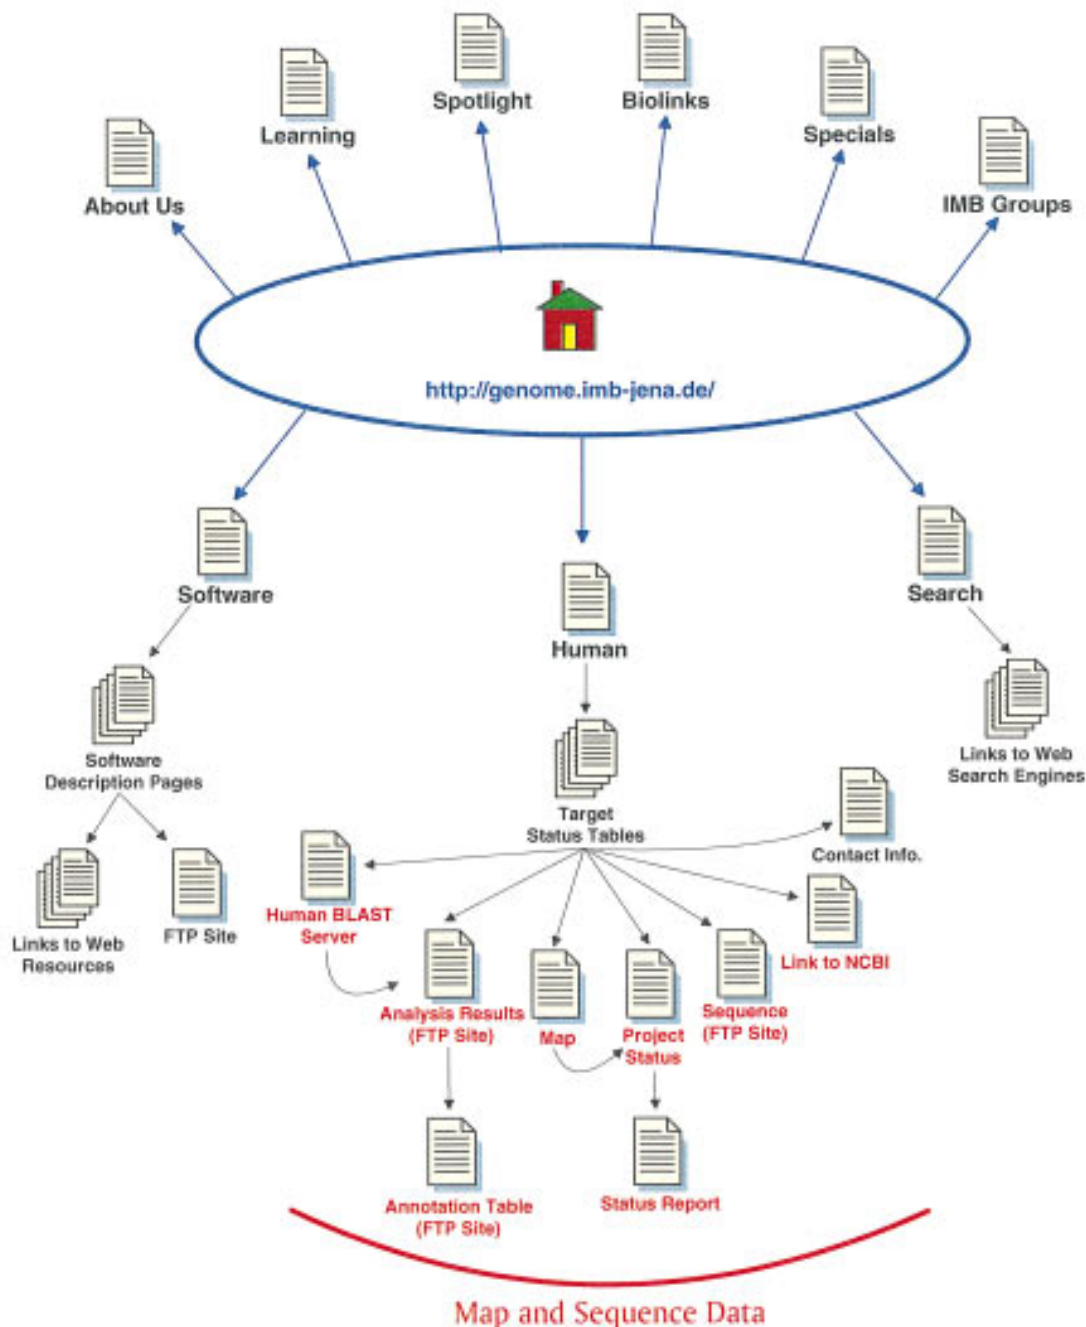 Spotlight
Biolinks
Learning
Specials
About Us
IMB Groups
http://genome.imb-jena.de/
Software
Human
Search
Software
Description Pages
Links to Web
Search Engines
Target
Status Tables
Contact Info.
Human BLAST
Server
Links to Web
Resources
FTP Site
Link to NCBI
Analysis Results
(FTP Site)
Map
Project
Status
Sequence
(FTP Site)
Annotation Table
(FTP Site)
Status Report
Map and Sequence Data